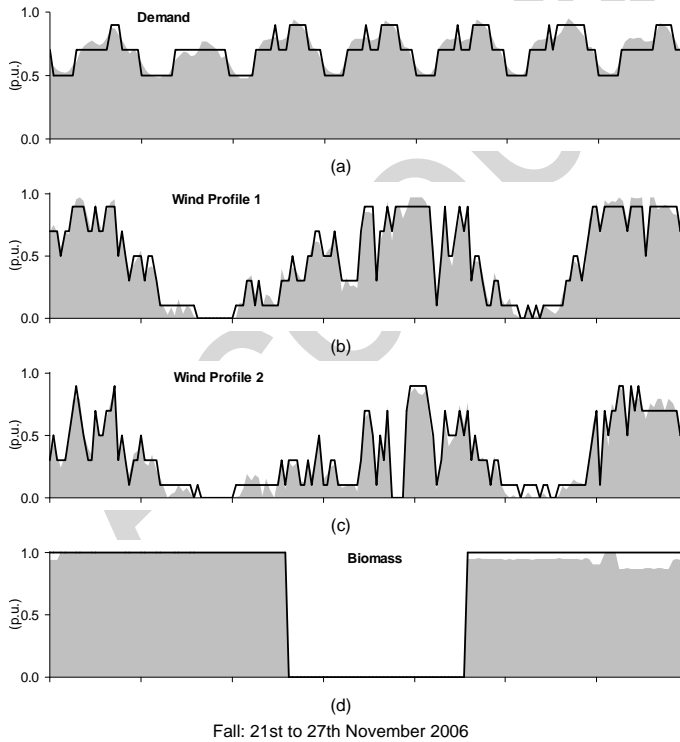 Demand
1.0
0.5
0.0
(p.u.)
(a)
Wind Profile 1
1.0
0.5
0.0
(p.u.)
(b)
Wind Profile 2
1.0
0.5
0.0
(p.u.)
(c)
Biomass
1.0
0.5
0.0
(p.u.)
(d)
Fall: 21st to 27th November 2006